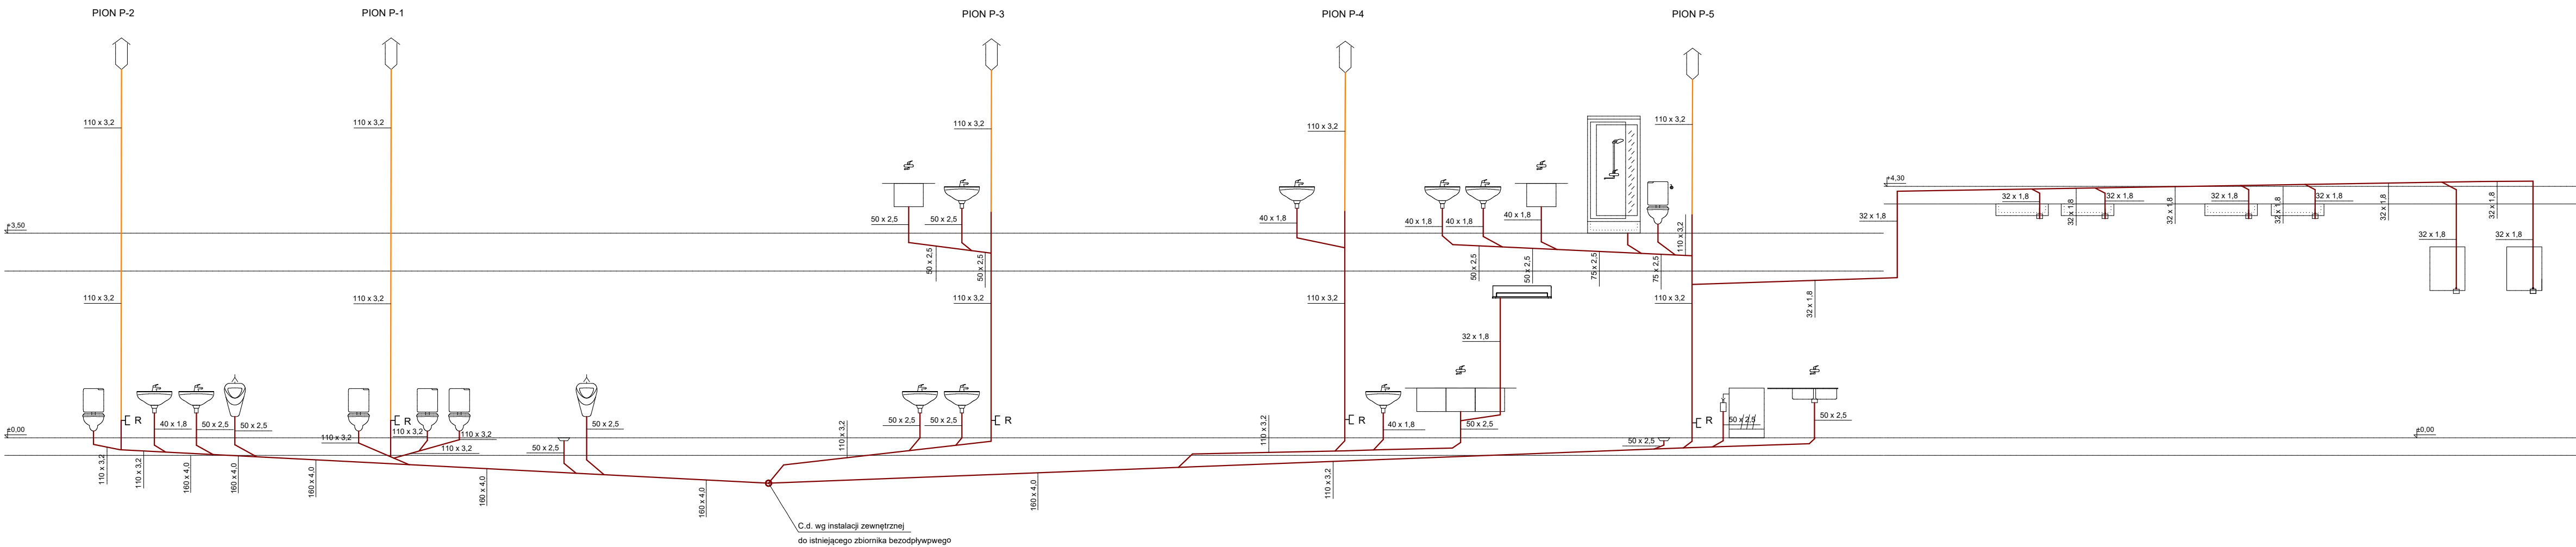 PION P-2
PION P-1
PION P-3
PION P-4
PION P-5
110 x 3,2
110 x 3,2
110 x 3,2
110 x 3,2
110 x 3,2
+4,30
32 x 1,8
32 x 1,8
32 x 1,8
32 x 1,8
32 x 1,8
32 x 1,8
32 x 1,8
32 x 1,8
32 x 1,8
50 x 2,5
50 x 2,5
40 x 1,8
40 x 1,8
40 x 1,8
40 x 1,8
110 x 3,2
32 x 1,8
+3,50
32 x 1,8
32 x 1,8
50 x 2,5
50 x 2,5
50 x 2,5
50 x 2,5
75 x 2,5
75 x 2,5
110 x 3,2
110 x 3,2
110 x 3,2
110 x 3,2
110 x 3,2
32 x 1,8
32 x 1,8
R
40 x 1,8
50 x 2,5
50 x 2,5
R
110 x 3,2
110 x 3,2
110 x 3,2
110 x 3,2
50 x 2,5
50 x 2,5
110 x 3,2
50 x 2,5
50 x 2,5
R
110 x 3,2
R
40 x 1,8
50 x 2,5
R
50 x 2,5
50 x 2,5
50 x 2,5
±0,00
±0,00
110 x 3,2
110 x 3,2
160 x 4,0
160 x 4,0
160 x 4,0
160 x 4,0
160 x 4,0
160 x 4,0
110 x 3,2
C.d. wg instalacji zewnętrznej
do istniejącego zbiornika bezodpływpwego